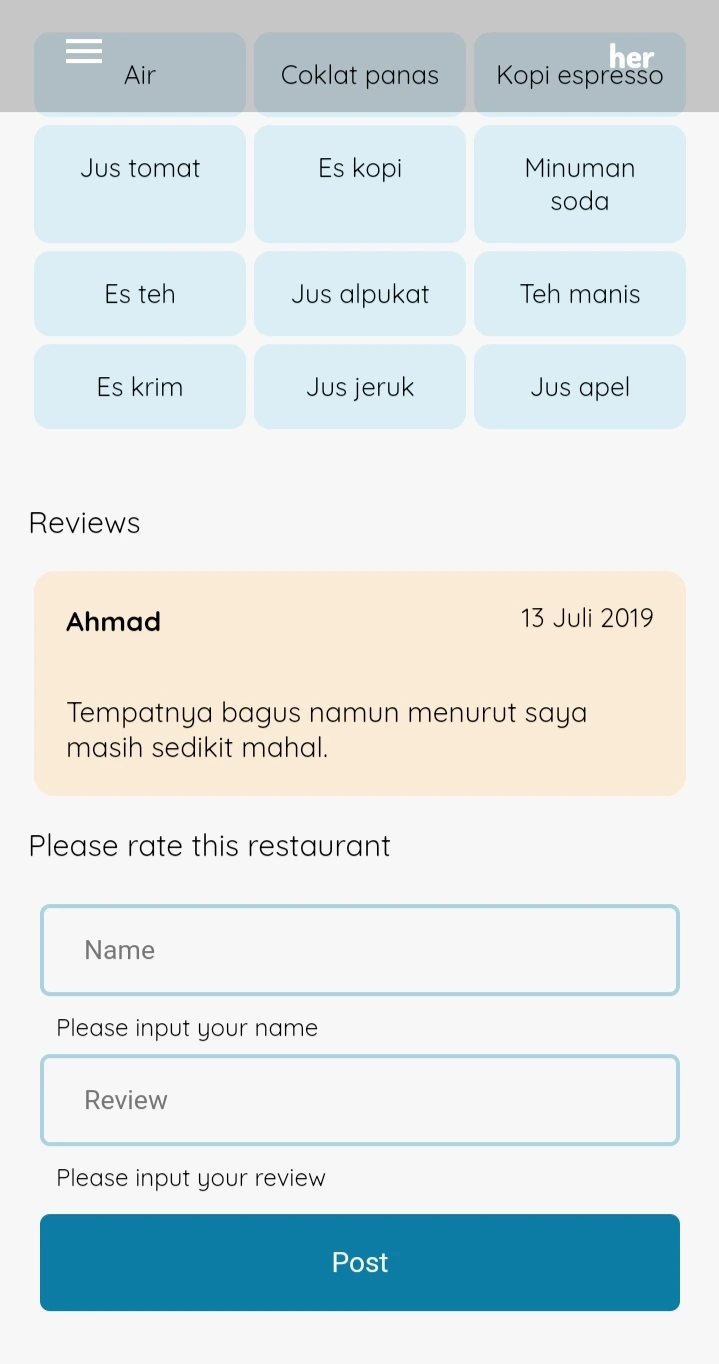 her
Air
Coklat panas
Kopi espresso
Jus tomat
Es kopi
Minuman
soda
Es teh
Jus alpukat
Teh manis
Es krim
Jus jeruk
Jus apel
Reviews
Ahmad
13 Juli 2019
Tempatnya bagus namun menurut saya
masih sedikit mahal.
Please rate this restaurant
Name
Please input your name
Review
Please input your review
Post